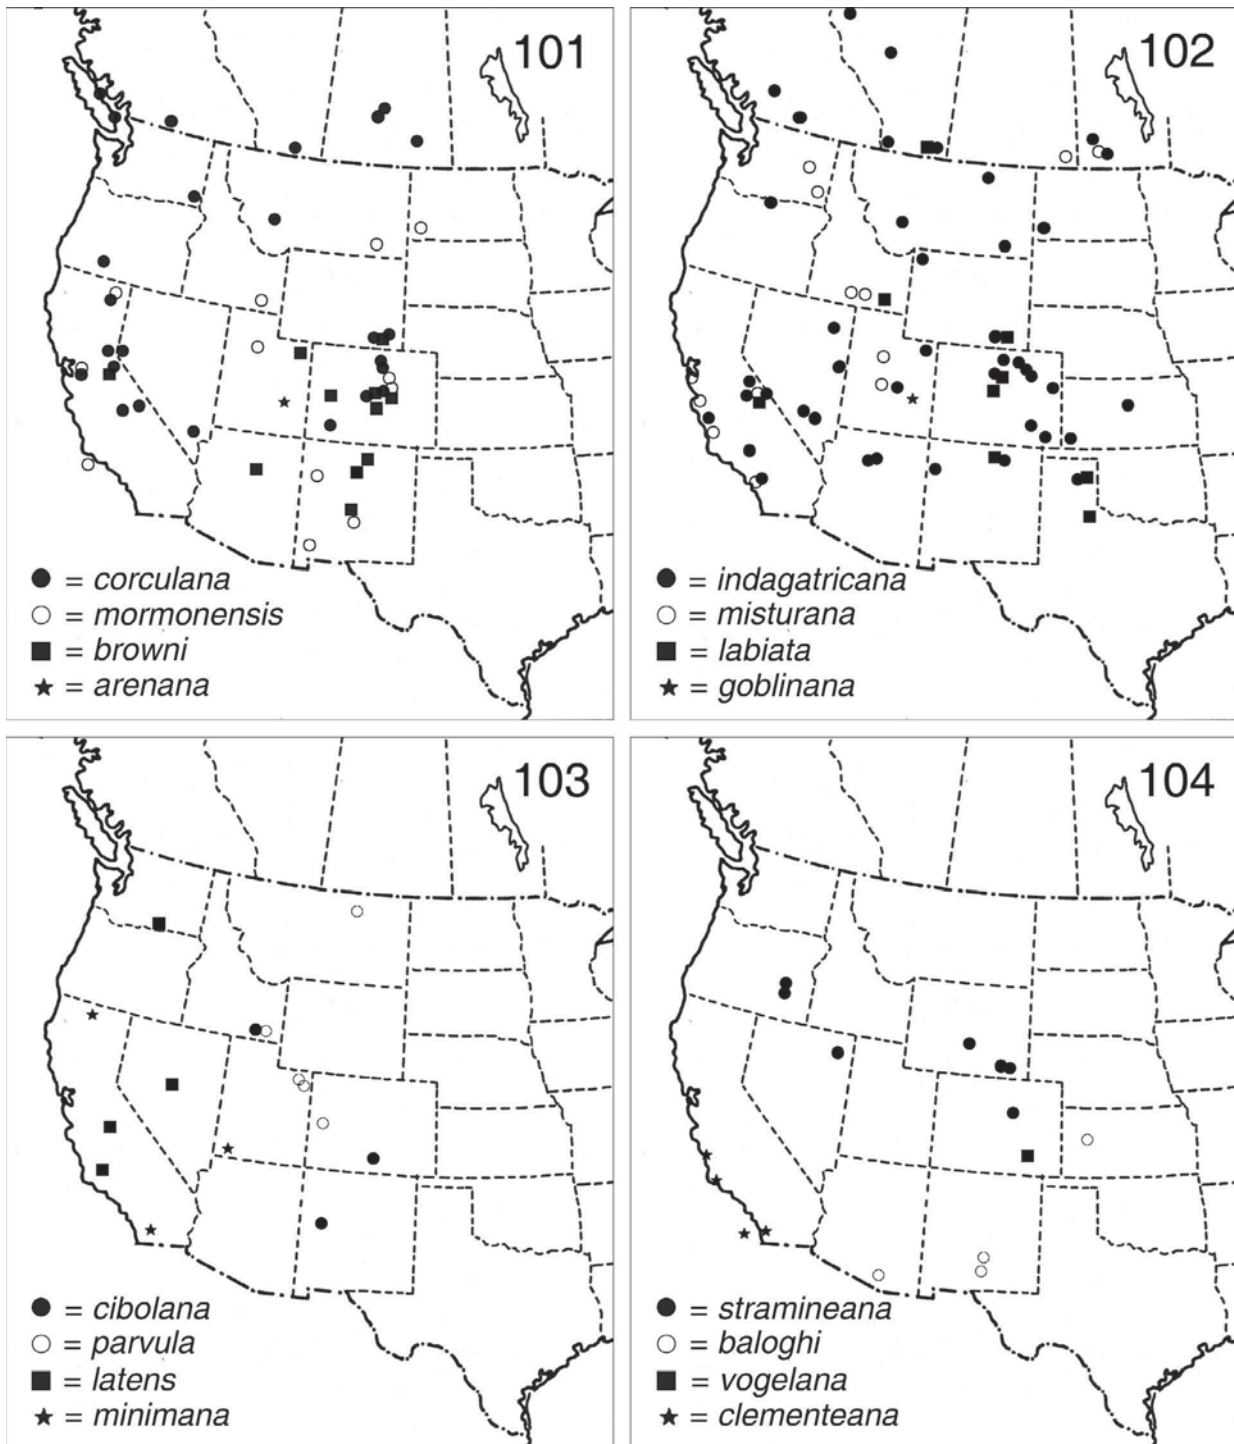 101
● = corculana
○ = mormonensis
■ = browni
★ = arenana
102
● = indagatricana
○ = misturana
■ = labiata
★ = goblinana
103
● = cibolana
○ = parvula
■ = latens
★ = minimana
104
● = stramineana
○ = baloghi
■ = vogelana
★ = clementeana